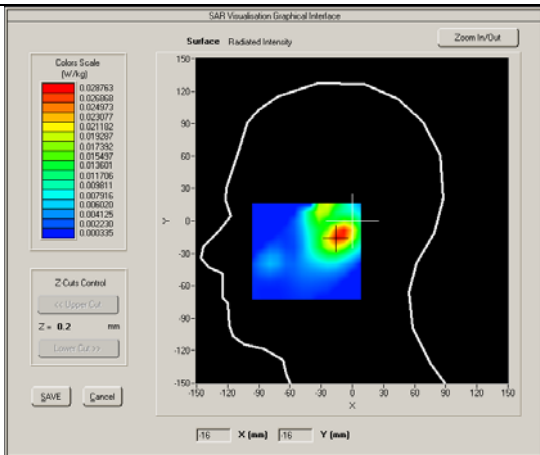 SAR Visualisation Graphical Interface
Surface Radiated Intensity
Zoom In/Out
Colors Scale
(W/kg)
0.028763
0.026868
0.024973
0.023077
0.021182
0.019287
0.017392
0.015497
0.013601
0.011706
0.009811
0.007916
0.006020
0.004125
0.002230
0.000335
150-
120-
90-
60-
30-
Y
0-
-30-
-60-
-90-
-120-
-150-
-150 -120 -90 -60 -30 0 30 60 90 120 150
X
Z Cuts Control
<< Upper Cut
Z = 0.2 mm
Lower Cut >>
SAVE Cancel
-16 X (mm) -16 Y (mm)